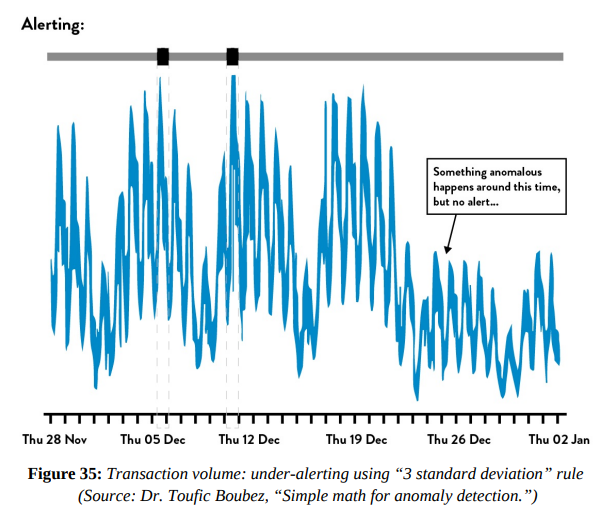 Alerting:
Something anomalous
happens around this time,
but no alert...
Thu 28 Nov Thu 05 Dec Thu 12 Dec Thu 19 Dec Thu 26 Dec Thu 02 Jan
Figure 35: Transaction volume: under-alerting using “3 standard deviation” rule
(Source: Dr. Toufic Boubez, “Simple math for anomaly detection.”)